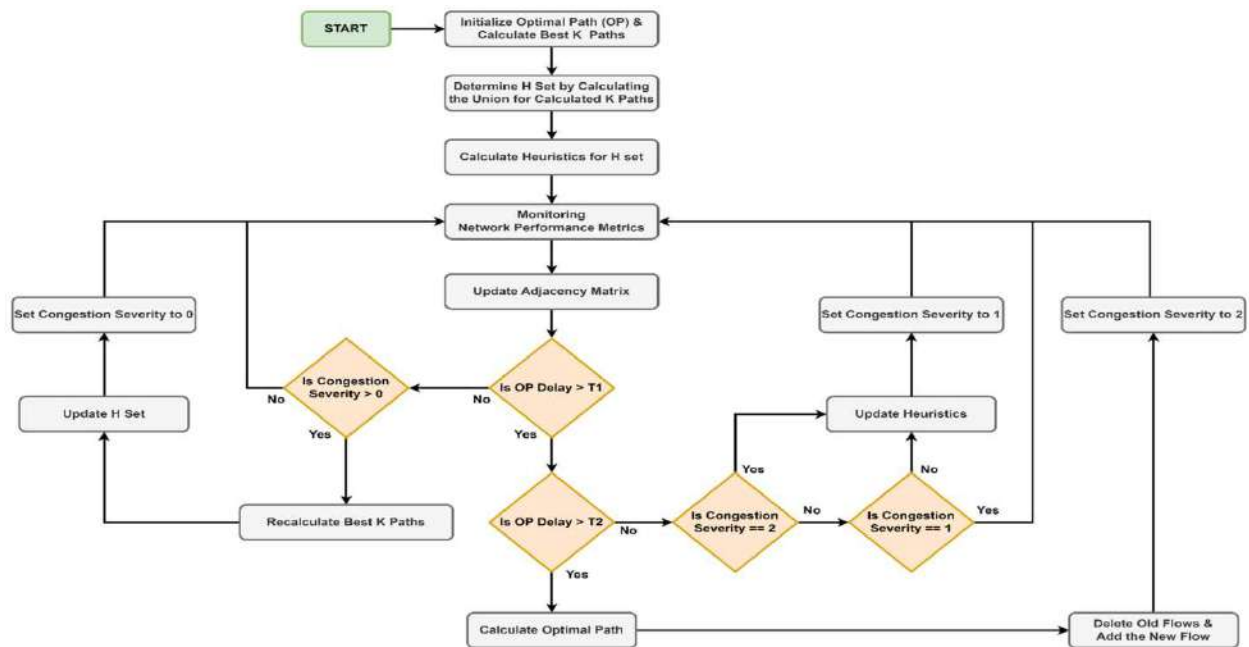 START
Initialize Optimal Path (OP) &
Calculate Best K Paths
Determine H Set by Calculating
the Union for Calculated K Paths
Calculate Heuristics for H set
Monitoring
Network Performance Metrics
Update Adjacency Matrix
Set Congestion Severity to 0
Set Congestion Severity to 1
Set Congestion Severity to 2
Is Congestion
Severity > 0
Is OP Delay > T1
No
No
Update H Set
Update Heuristics
Yes
Yes
Yes
No
Recalculate Best K Paths
Is OP Delay > T2
No
Is Congestion
Severity == 2
No
Is Congestion
Severity == 1
Yes
Yes
Calculate Optimal Path
Delete Old Flows &
Add the New Flow